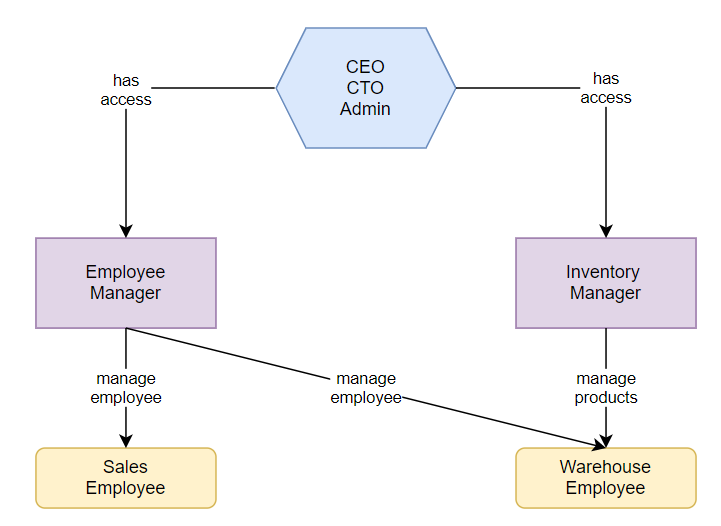 CEO
CTO
Admin
has
access
has
access
Employee
Manager
Inventory
Manager
manage
employee
manage
employee
manage
products
Sales
Employee
Warehouse
Employee